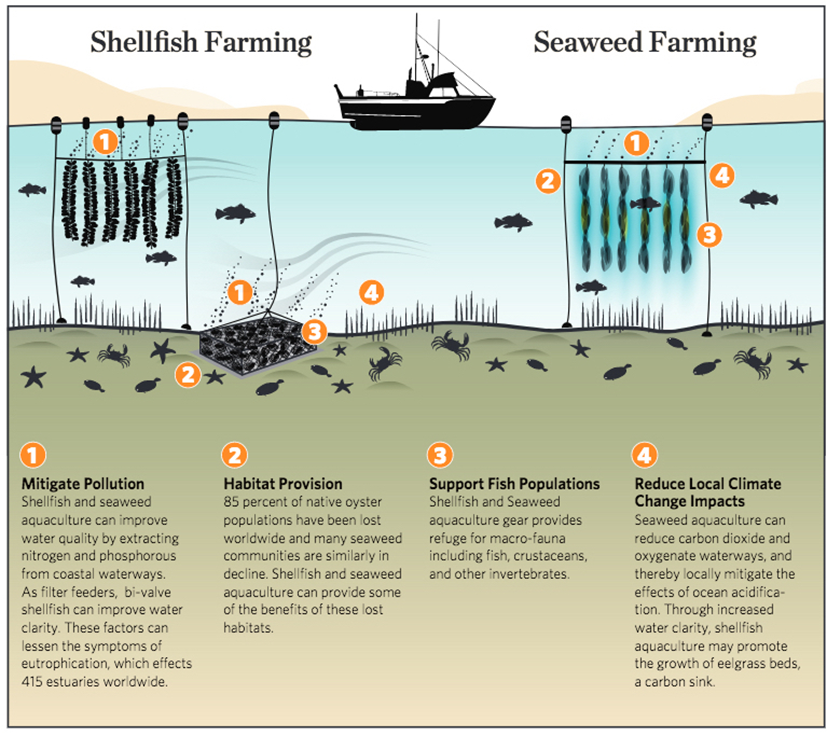 Shellfish Farming
Seaweed Farming
1
1
2
4
3
1
4
3
2
1
Mitigate Pollution
Shellfish and seaweed
aquaculture can improve
water quality by extracting
nitrogen and phosphorous
from coastal waterways.
As filter feeders,  bi-valve
shellfish can improve water
clarity. These factors can
lessen the symptoms of
eutrophication, which effects
415 estuaries worldwide.
2
Habitat Provision
85 percent of native oyster
populations have been lost
worldwide and many seaweed
communities are similarly in
decline. Shellfish and seaweed
aquaculture can provide some
of the benefits of these lost
habitats.
3
Support Fish Populations
Shellfish and Seaweed
aquaculture gear provides
refuge for macro-fauna
including fish, crustaceans,
and other invertebrates.
4
Reduce Local Climate
Change Impacts
Seaweed aquaculture can
reduce carbon dioxide and
oxygenate waterways, and
thereby locally mitigate the
effects of ocean acidifica-
tion. Through increased
water clarity, shellfish
aquaculture may promote
the growth of eelgrass beds,
a carbon sink.